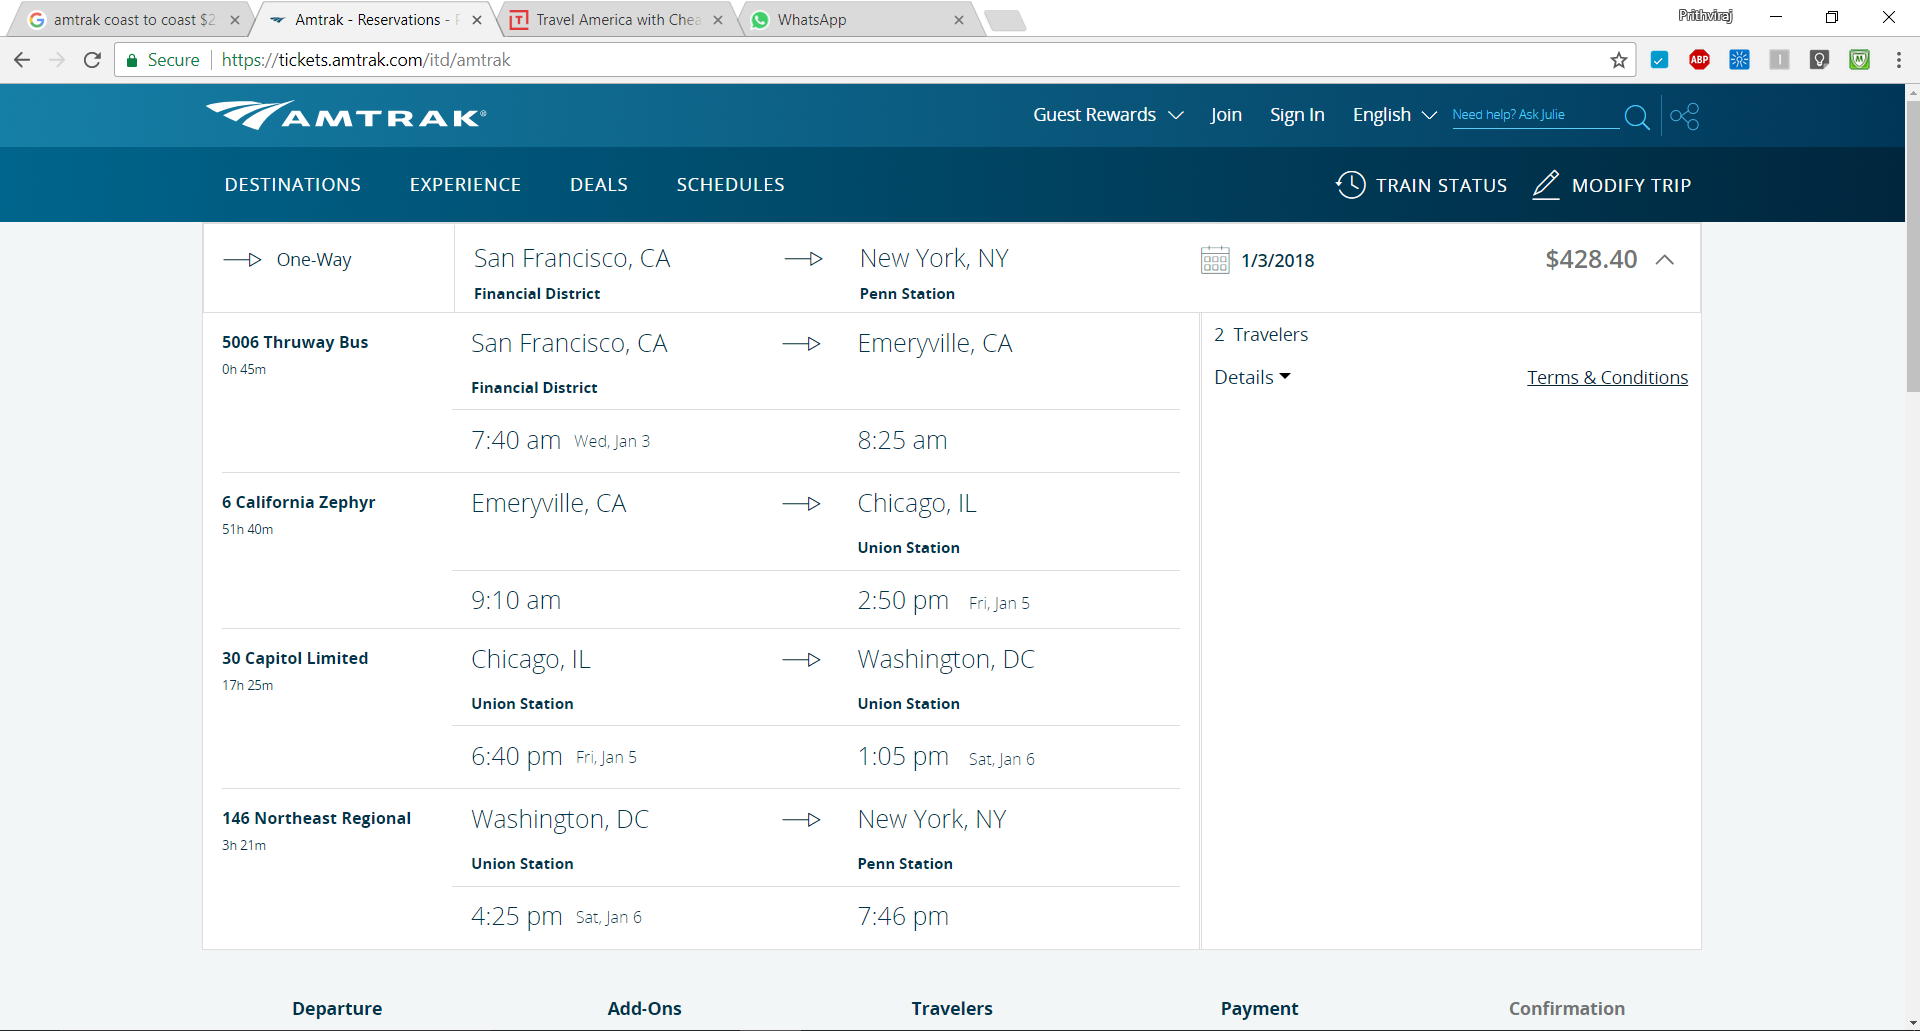 amtrak coast to coast $2
Amtrak - Reservations -
Travel America with Chea
WhatsApp
Prithviraj
Secure https://tickets.amtrak.com/itd/amtrak
ABP
AMTRAK®
Guest Rewards Join Sign In English Need help? Ask Julie
DESTINATIONS EXPERIENCE DEALS SCHEDULES TRAIN STATUS MODIFY TRIP
One-Way San Francisco, CA New York, NY 1/3/2018 $428.40
Financial District Penn Station
5006 Thruway Bus San Francisco, CA Emeryville, CA 2 Travelers
0h 45m
Financial District Details Terms & Conditions
7:40 am Wed, Jan 3 8:25 am
6 California Zephyr Emeryville, CA Chicago, IL
51h 40m
Union Station
9:10 am 2:50 pm Fri, Jan 5
30 Capitol Limited Chicago, IL Washington, DC
17h 25m
Union Station Union Station
6:40 pm Fri, Jan 5 1:05 pm Sat, Jan 6
146 Northeast Regional Washington, DC New York, NY
3h 21m
Union Station Penn Station
4:25 pm Sat, Jan 6 7:46 pm
Departure Add-Ons Travelers Payment Confirmation